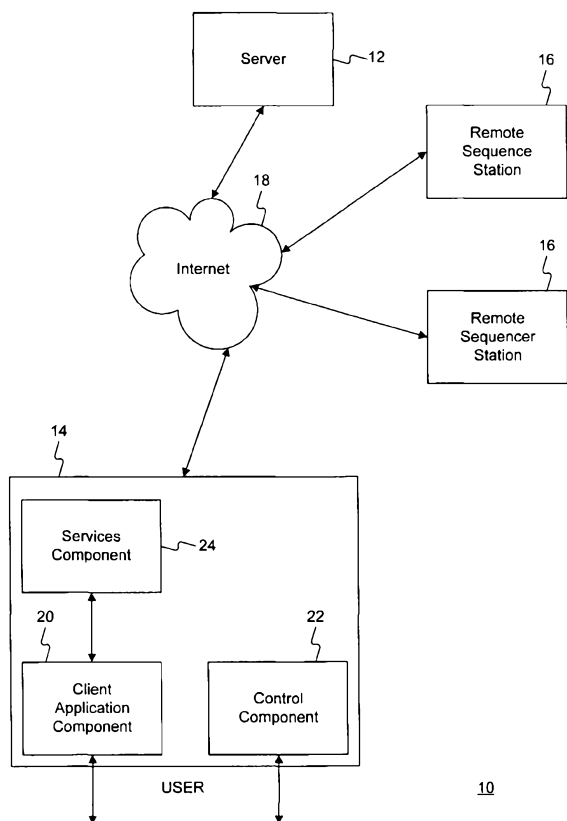 Server
12
16
Remote
Sequence
Station
18
Internet
16
Remote
Sequencer
Station
14
Services
Component
24
20
22
Client
Application
Component
Control
Component
USER
10